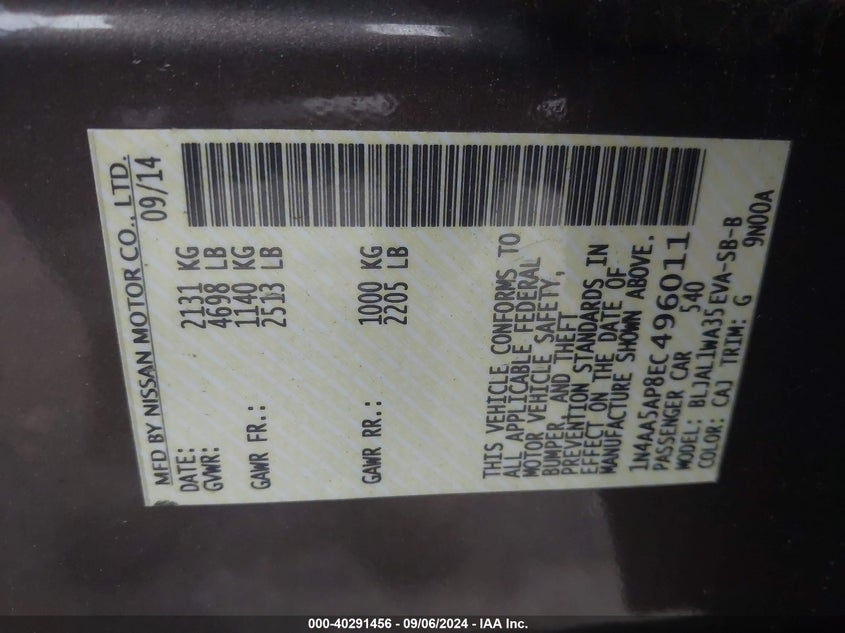 MFD BY NISSAN MOTOR CO., LTD.
DATE: 09/14
GVWR: 2131 KG
4698 LB
GAWR FR.: 1140 KG
2513 LB
GAWR RR.: 1000 KG
2205 LB
THIS VEHICLE CONFORMS TO
ALL APPLICABLE FEDERAL
MOTOR VEHICLE SAFETY,
BUMPER, AND THEFT
PREVENTION STANDARDS IN
EFFECT ON THE DATE OF
MANUFACTURE SHOWN ABOVE.
1N4AA5AP8EC496011
PASSENGER CAR 540
MODEL: BLJAL1WA35EVA-SB-B
COLOR: CAJ TRIM: G 9N00A
000-40291456 - 09/06/2024 - IAA Inc.